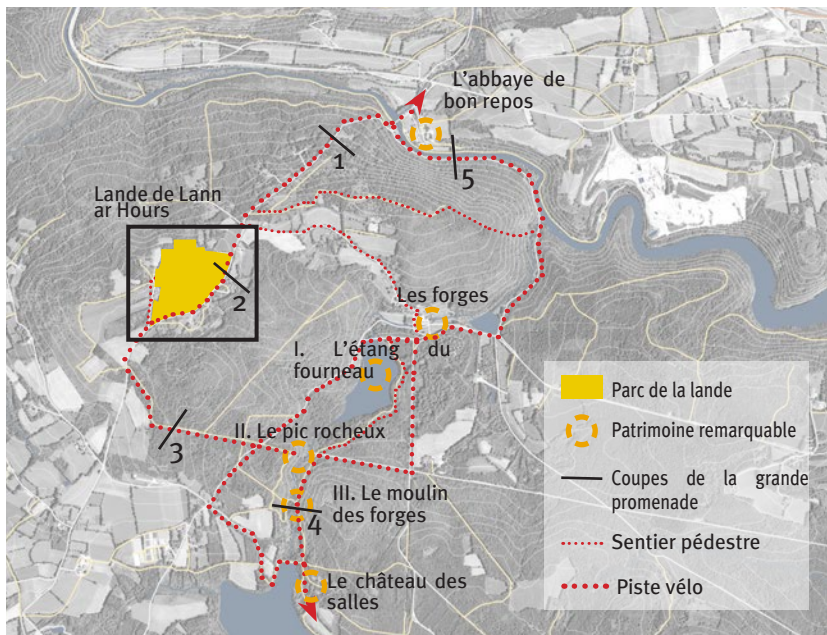 L'abbaye de
bon repos
1
5
Lande de Lann
ar Hours
2
Les forges
I. L'étang du
fourneau
3
II. Le pic rocheux
III. Le moulin
des forges
4
Le château des
salles
Parc de la lande
Patrimoine remarquable
Coupes de la grande
promenade
Sentier pédestre
Piste vélo